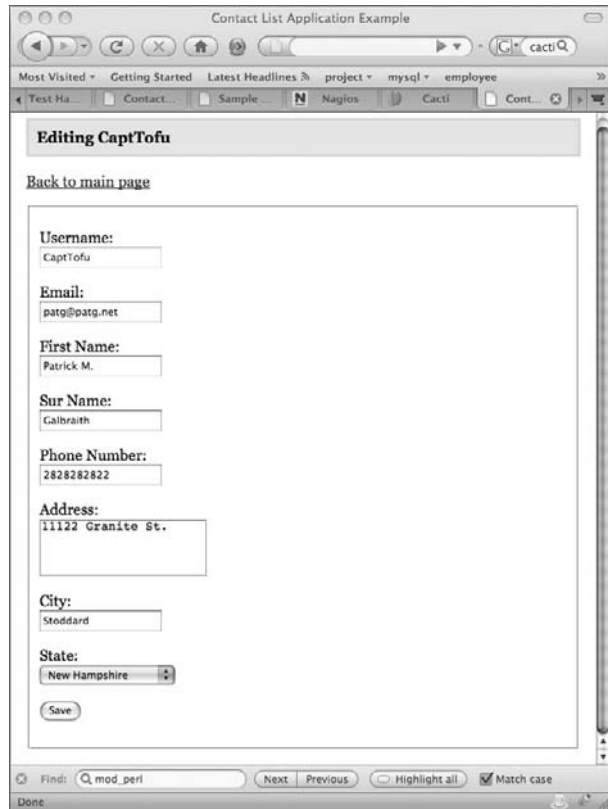 Contact List Application Example
G cacti
Most Visited Getting Started Latest Headlines project mysql employee
Test Ha... Contact... Sample ... N Nagios Cacti Cont...
Editing CaptTofu
Back to main page
Username:
CaptTofu
Email:
patg@patg.net
First Name:
Patrick M.
Sur Name:
Galbraith
Phone Number:
2828282822
Address:
11122 Granite St.
City:
Stoddard
State:
New Hampshire
Save
Find: mod_perl Next Previous Highlight all Match case
Done